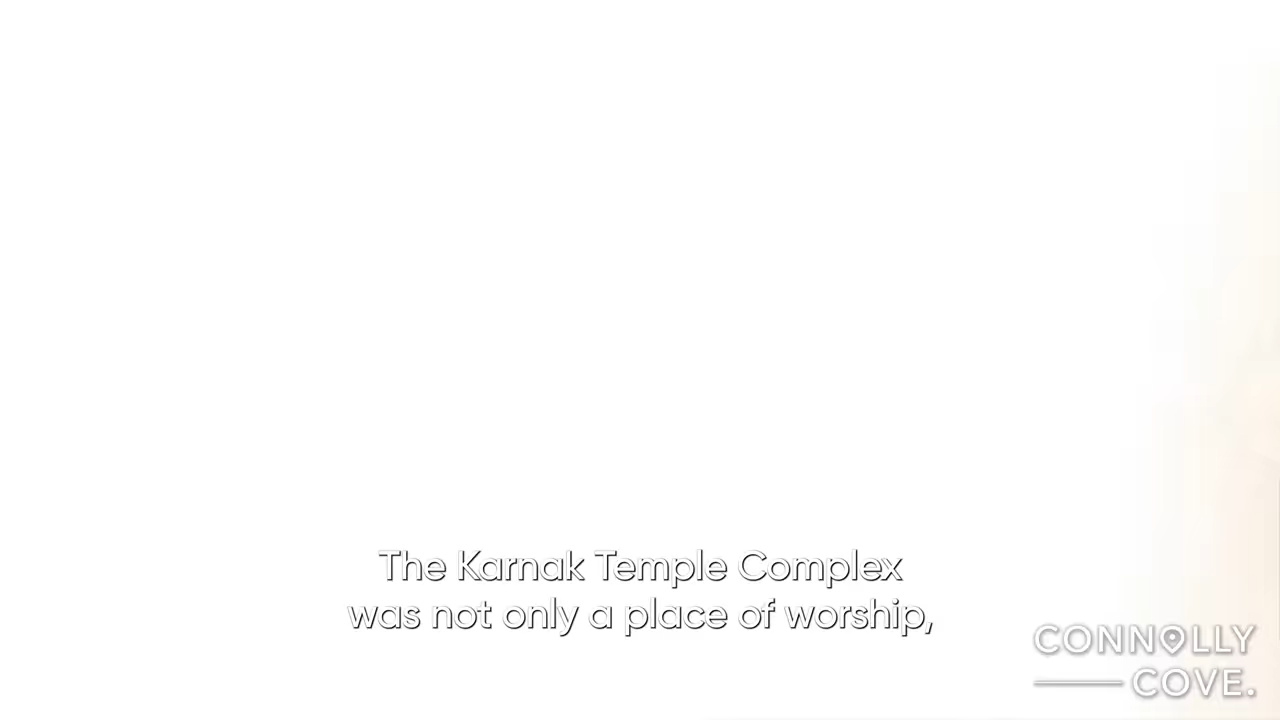 The Karnak Temple Complex
was not only a place of worship,
CONNOLLY
COVE.